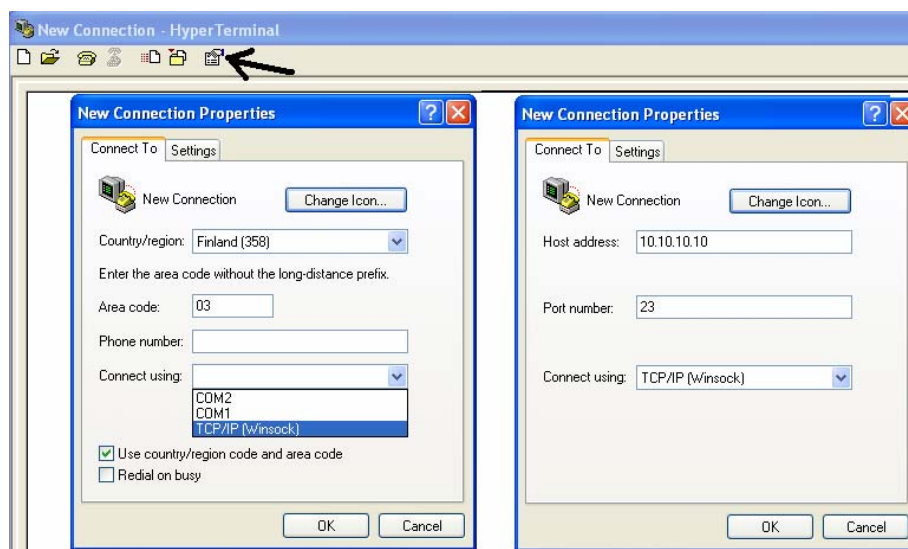 New Connection - HyperTerminal
New Connection Properties
Connect To Settings
New Connection
Change Icon...
Country/region: Finland (358)
Enter the area code without the long-distance prefix.
Area code: 03
Phone number:
Connect using:
COM2
COM1
TCP/IP (Winsock)
Use country/region code and area code
Redial on busy
OK Cancel
New Connection Properties
Connect To Settings
New Connection
Change Icon...
Host address: 10.10.10.10
Port number: 23
Connect using: TCP/IP (Winsock)
OK Cancel